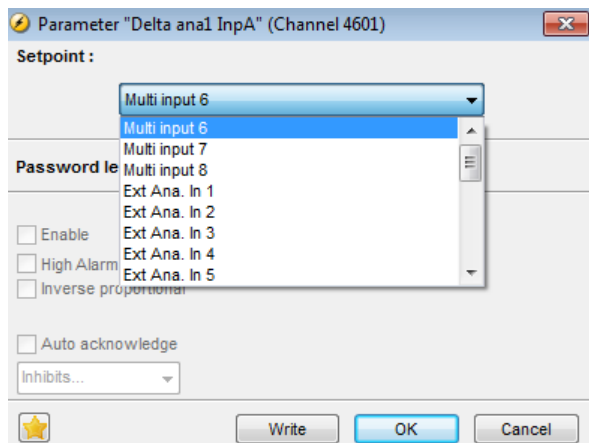 Parameter "Delta ana1 InpA" (Channel 4601)
Setpoint :
Multi input 6
Multi input 6
Multi input 7
Password le
Multi input 8
Ext Ana. In 1
Ext Ana. In 2
Enable
Ext Ana. In 3
High Alarm
Ext Ana. In 4
Ext Ana. In 5
Inverse proportional
Auto acknowledge
Inhibits...
Write OK Cancel